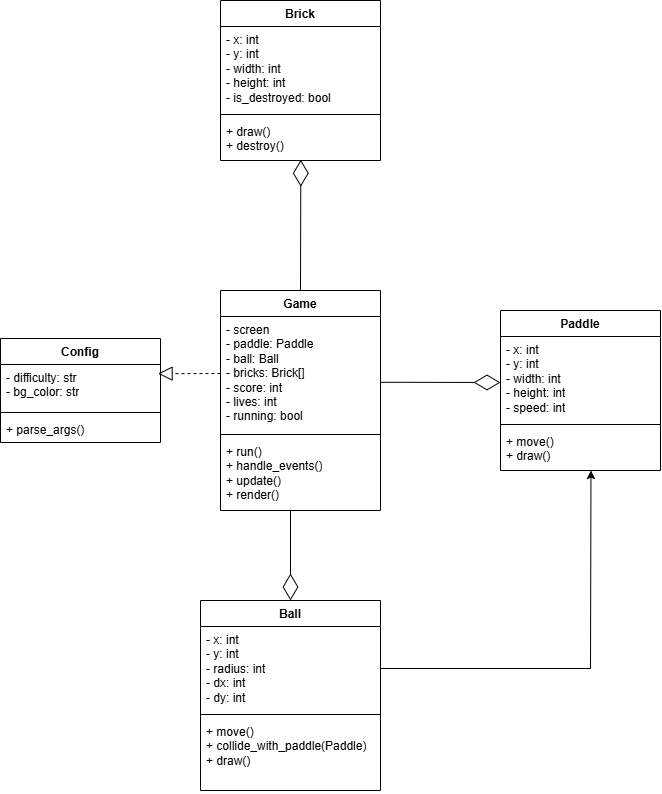 Brick
- x: int
- y: int
- width: int
- height: int
- is_destroyed: bool
+ draw()
+ destroy()
Game
- screen
- paddle: Paddle
- ball: Ball
- bricks: Brick[]
- score: int
- lives: int
- running: bool
+ run()
+ handle_events()
+ update()
+ render()
Config
- difficulty: str
- bg_color: str
+ parse_args()
Paddle
- x: int
- y: int
- width: int
- height: int
- speed: int
+ move()
+ draw()
Ball
- x: int
- y: int
- radius: int
- dx: int
- dy: int
+ move()
+ collide_with_paddle(Paddle)
+ draw()